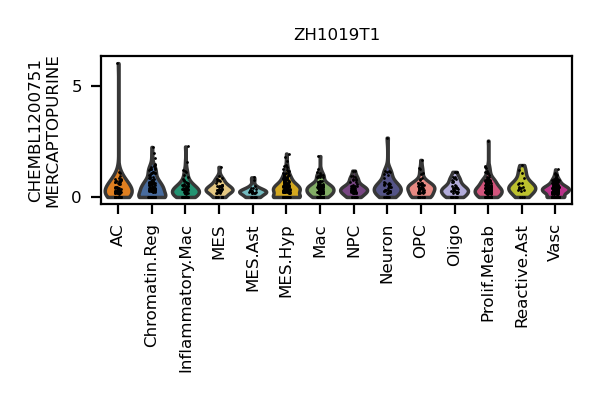 ZH1019T1
CHEMBL1200751
MERCAPTOPURINE
5
0
AC
Chromatin.Reg
Inflammatory.Mac
MES
MES.Ast
MES.Hyp
Mac
NPC
Neuron
OPC
Oligo
Prolif.Metab
Reactive.Ast
Vasc